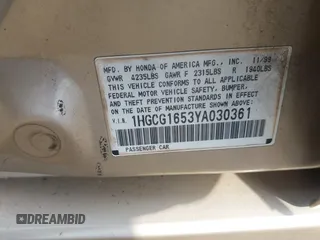 MFD. BY HONDA OF AMERICA MFG., INC. 11/99
GVWR 4235LBS GAWR F 2315LBS R 1940LBS
THIS VEHICLE CONFORMS TO ALL APPLICABLE
FEDERAL MOTOR VEHICLE SAFETY, BUMPER,
AND THEFT PREVENTION STANDARDS IN EFFECT ON
THE DATE OF MANUFACTURE SHOWN ABOVE.
V.I.N. 1HGCG1653YA030361
PASSENGER CAR
DREAMBID
DREAMBID